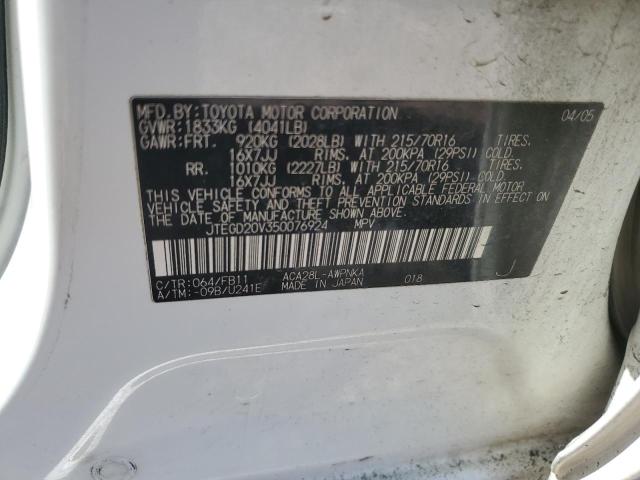 MFD. BY: TOYOTA MOTOR CORPORATION 04/05
GVWR: 1833KG (4041LB)
GAWR: FRT. 920KG (2028LB) WITH 215/70R16 TIRES.
16X7JJ RIMS. AT 200KPA (29PSI) COLD
RR. 1010KG (2227LB) WITH 215/70R16 TIRES.
16X7JJ RIMS. AT 200KPA (29PSI) COLD
THIS VEHICLE CONFORMS TO ALL APPLICABLE FEDERAL MOTOR
VEHICLE SAFETY AND THEFT PREVENTION STANDARDS IN EFFECT
ON THE DATE OF MANUFACTURE SHOWN ABOVE.
JTEGD20V350076924 MPV
C/TR: 064/FB11 ACA28L-AWPNKA J
A/TM: -09B/U241E MADE IN JAPAN 018